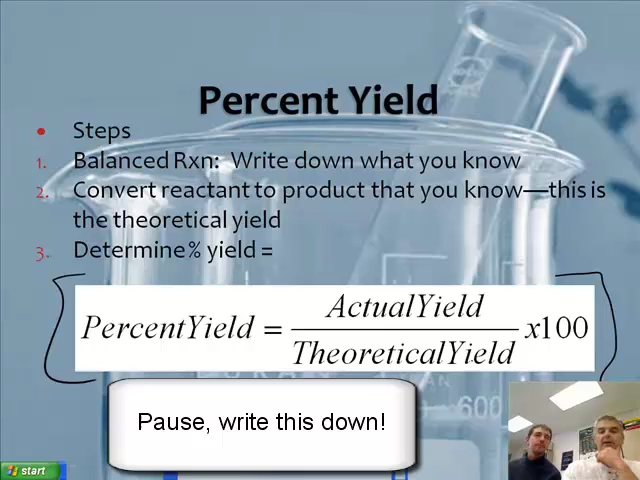 Percent Yield
• Steps
1. Balanced Rxn: Write down what you know
2. Convert reactant to product that you know—this is
the theoretical yield
3. Determine % yield =
PercentYield = ActualYield / TheoreticalYield x100
Pause, write this down!
600
start